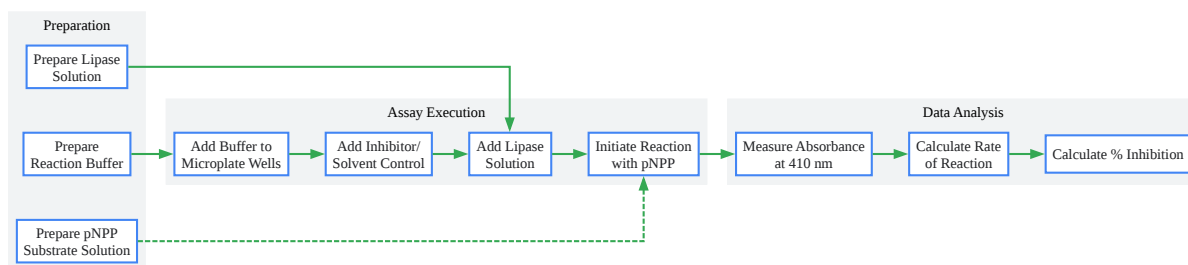 Preparation
Prepare Lipase
Solution
Prepare
Reaction Buffer
Prepare pNPP
Substrate Solution
Assay Execution
Add Buffer to
Microplate Wells
Add Inhibitor/
Solvent Control
Add Lipase
Solution
Initiate Reaction
with pNPP
Data Analysis
Measure Absorbance
at 410 nm
Calculate Rate
of Reaction
Calculate % Inhibition